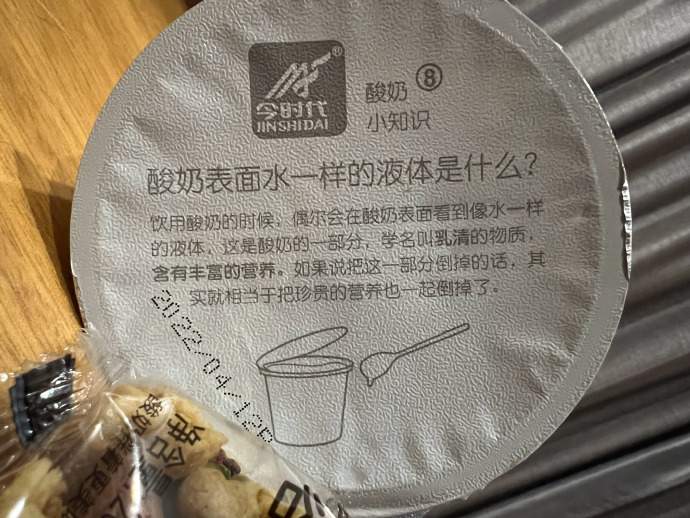 今时代®
JINSHIDAI
酸奶⑧
小知识
酸奶表面水一样的液体是什么？
饮用酸奶的时候，偶尔会在酸奶表面看到像水一样
的液体，这是酸奶的一部分，学名叫乳清的物质，
含有丰富的营养。如果说把这一部分倒掉的话，其
实就相当于把珍贵的营养也一起倒掉了。
2022/04/12B
净含
酸奶